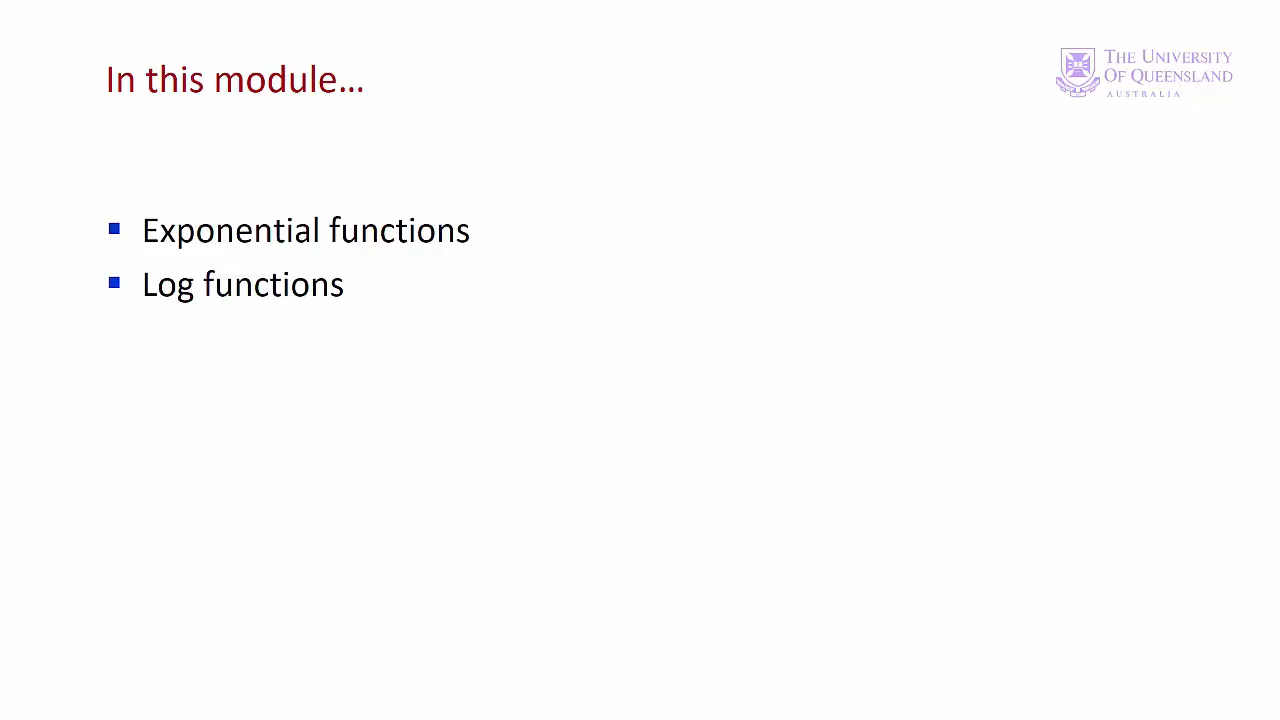 In this module…
THE UNIVERSITY
OF QUEENSLAND
AUSTRALIA
Exponential functions
Log functions